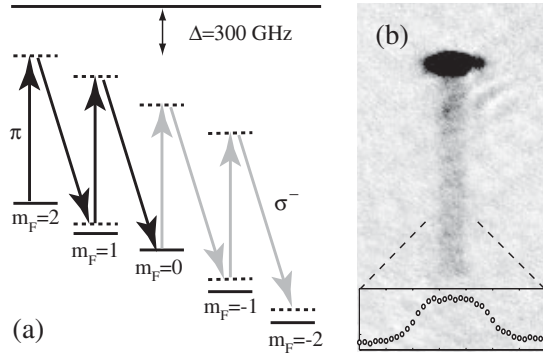 Δ=300 GHz
(b)
π
σ⁻
m_F=2
m_F=1
m_F=0
m_F=-1
m_F=-2
(a)